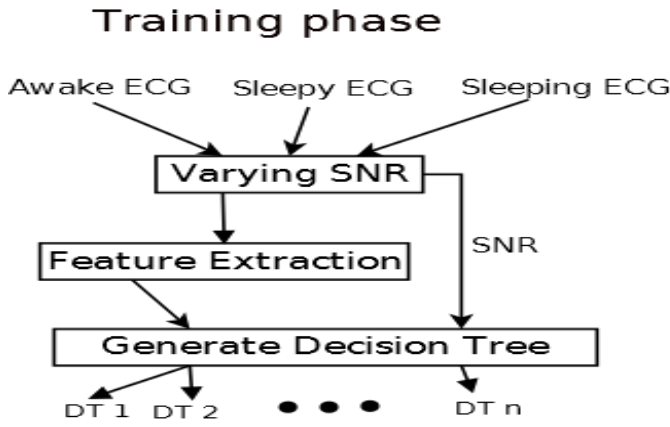 Training phase
Awake ECG
Sleepy ECG
Sleeping ECG
Varying SNR
SNR
Feature Extraction
Generate Decision Tree
DT 1
DT 2
DT n